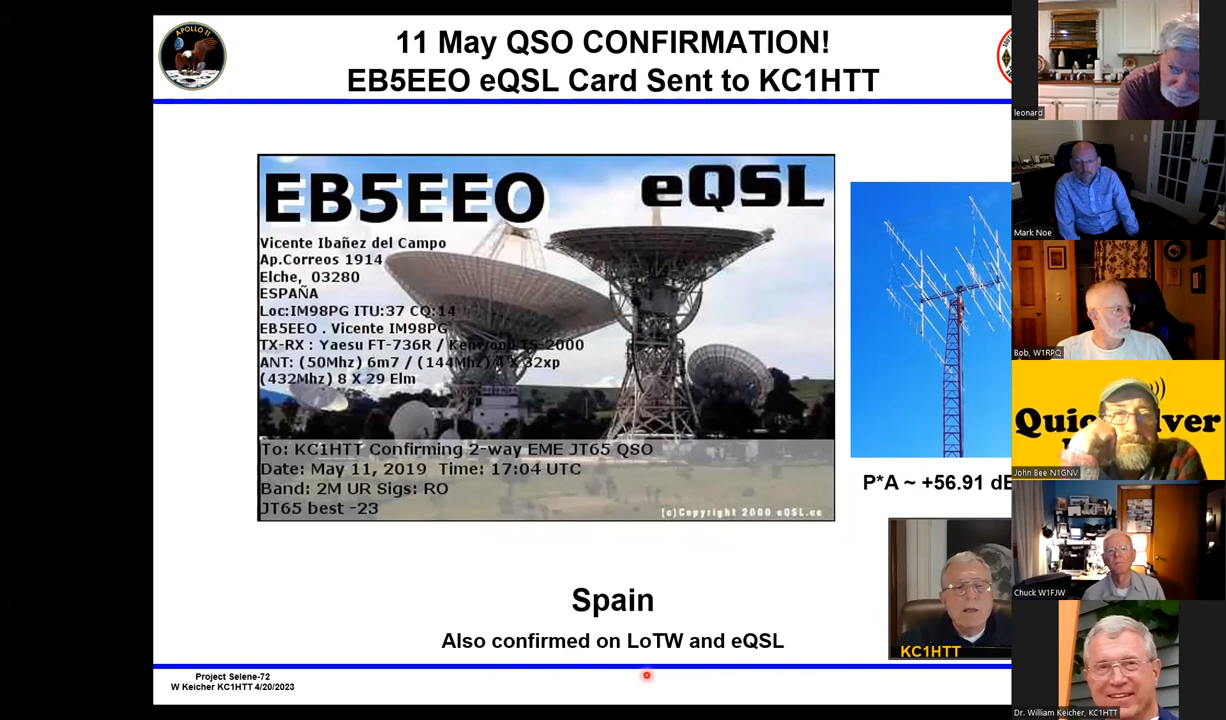 APOLLO 11
11 May QSO CONFIRMATION!
EB5EEO eQSL Card Sent to KC1HTT
EB5EEO
eQSL
Vicente Ibañez del Campo
Ap.Correos 1914
Elche, 03280
ESPAÑA
Loc:IM98PG ITU:37 CQ:14
EB5EEO . Vicente IM98PG
TX-RX : Yaesu FT-736R / Kenwood TS-2000
ANT: (50Mhz) 6m7 / (144Mhz) 4 X 32xp
(432Mhz) 8 X 29 Elm
To: KC1HTT Confirming 2-way EME JT65 QSO
Date: May 11, 2019 Time: 17:04 UTC
Band: 2M UR Sigs: RO
JT65 best -23
(c)Copyright 2000 eQSL.cc
P*A ~ +56.91 dB
KC1HTT
Spain
Also confirmed on LoTW and eQSL
Project Selene-72
W Keicher KC1HTT 4/20/2023
leonard
Mark Noe
Bob, W1RPQ
John Bee N1GNV
Chuck W1FJW
Dr. William Keicher, KC1HTT